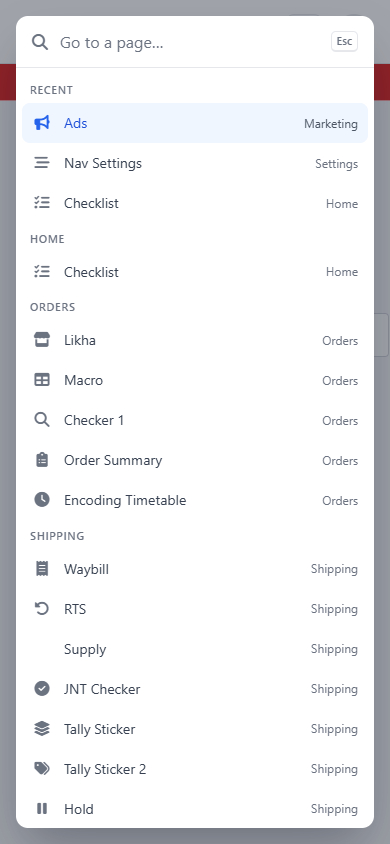 Go to a page... Esc
RECENT
Ads Marketing
Nav Settings Settings
Checklist Home
HOME
Checklist Home
ORDERS
Likha Orders
Macro Orders
Checker 1 Orders
Order Summary Orders
Encoding Timetable Orders
SHIPPING
Waybill Shipping
RTS Shipping
Supply Shipping
JNT Checker Shipping
Tally Sticker Shipping
Tally Sticker 2 Shipping
Hold Shipping